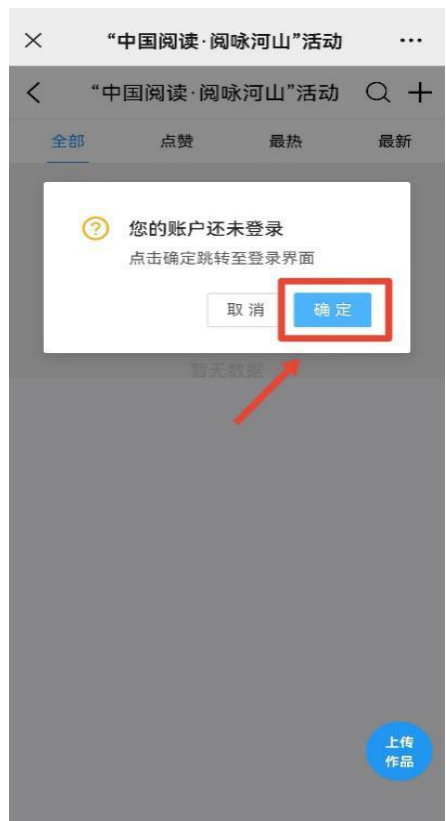 “中国阅读·阅咏河山”活动
“中国阅读·阅咏河山”活动
全部 点赞 最热 最新
您的账户还未登录
点击确定跳转至登录界面
取消 确定
暂无数据
上传
作品